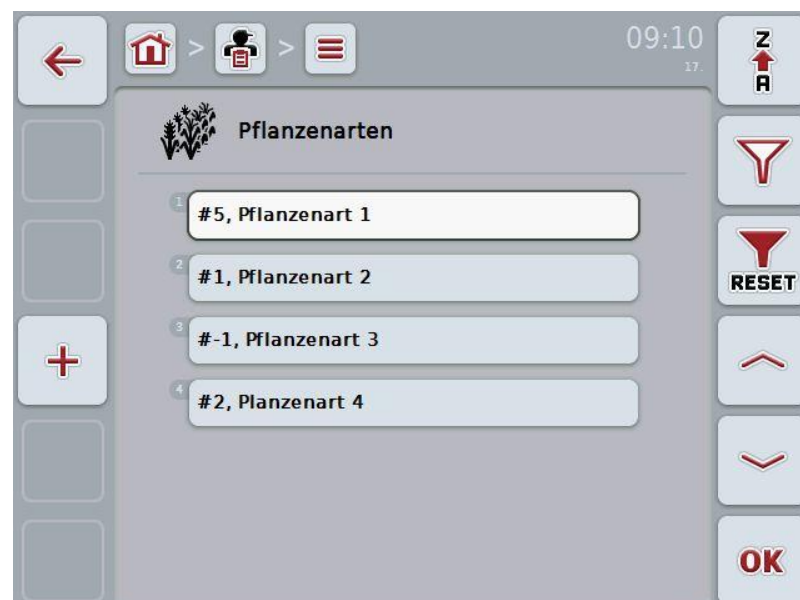 09:10
17.
Z
A
Pflanzenarten
1
#5, Pflanzenart 1
2
#1, Pflanzenart 2
RESET
3
#-1, Pflanzenart 3
4
#2, Planzenart 4
OK